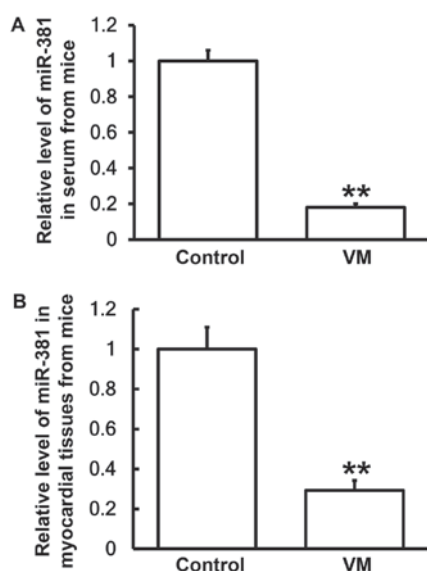 A
Relative level of miR-381
in serum from mice
1.2
1
0.8
0.6
0.4
0.2
0
**
Control VM
B
Relative level of miR-381 in
myocardial tissues from mice
1.2
1
0.8
0.6
0.4
0.2
0
**
Control VM